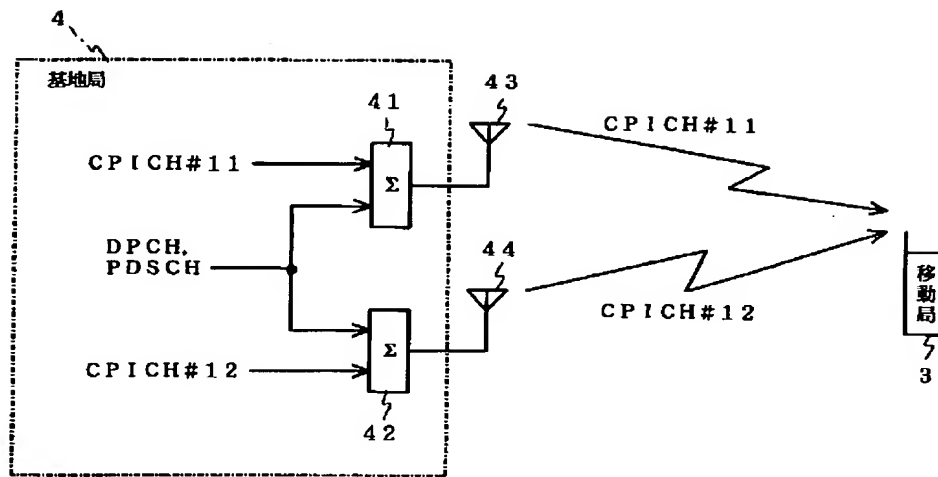 4
基地局
41
43
CPICH#11
CPICH#11
Σ
DPCH,
PDSCH
44
移動局
CPICH#12
Σ
CPICH#12
3
42